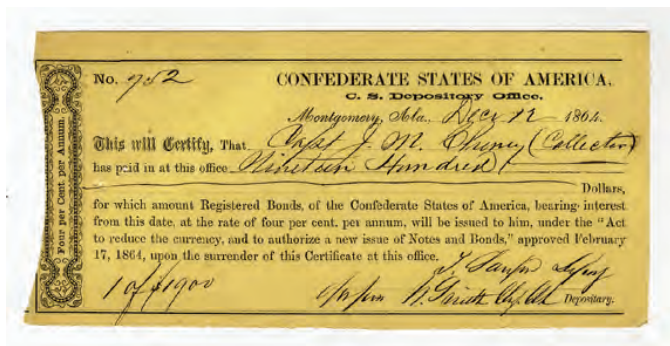 No. 752 CONFEDERATE STATES OF AMERICA,
C. S. Depository Office,
Montgomery, Ala., Decr 12 1864.
This will Certify, That Capt J. M. (Collector)
has paid in at this office Nineteen Hundred
Dollars,
for which amount Registered Bonds, of the Confederate States of America, bearing interest
from this date, at the rate of four per cent. per annum, will be issued to him, under the "Act
to reduce the currency, and to authorize a new issue of Notes and Bonds," approved February
17, 1864, upon the surrender of this Certificate at this office.
1 of $1900
Depositary.
Four per Cent. per Annum.